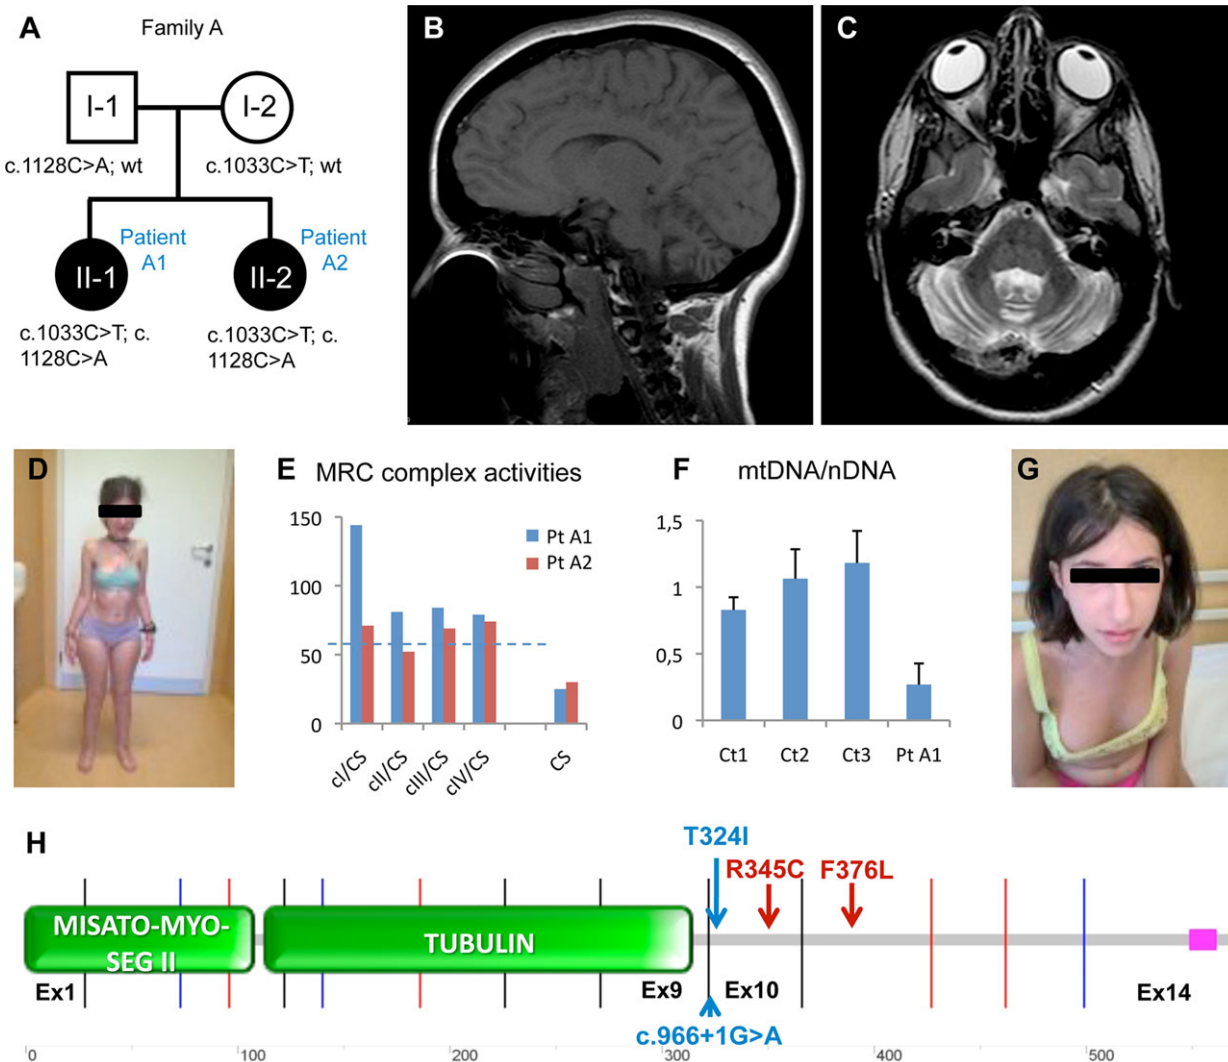 A
Family A
I-1
I-2
c.1128C>A; wt
c.1033C>T; wt
Patient
A1
Patient
A2
II-1
II-2
c.1033C>T; c.
1128C>A
c.1033C>T; c.
1128C>A
B
C
D
E
MRC complex activities
150
100
50
0
Pt A1
Pt A2
cI/CS
cII/CS
cIII/CS
cIV/CS
CS
F
mtDNA/nDNA
1,5
1
0,5
0
Ct1
Ct2
Ct3
Pt A1
G
H
T324I
R345C
F376L
MISATO-MYO-
SEG II
TUBULIN
Ex1
Ex9
Ex10
Ex14
c.966+1G>A
0
100
200
300
400
500